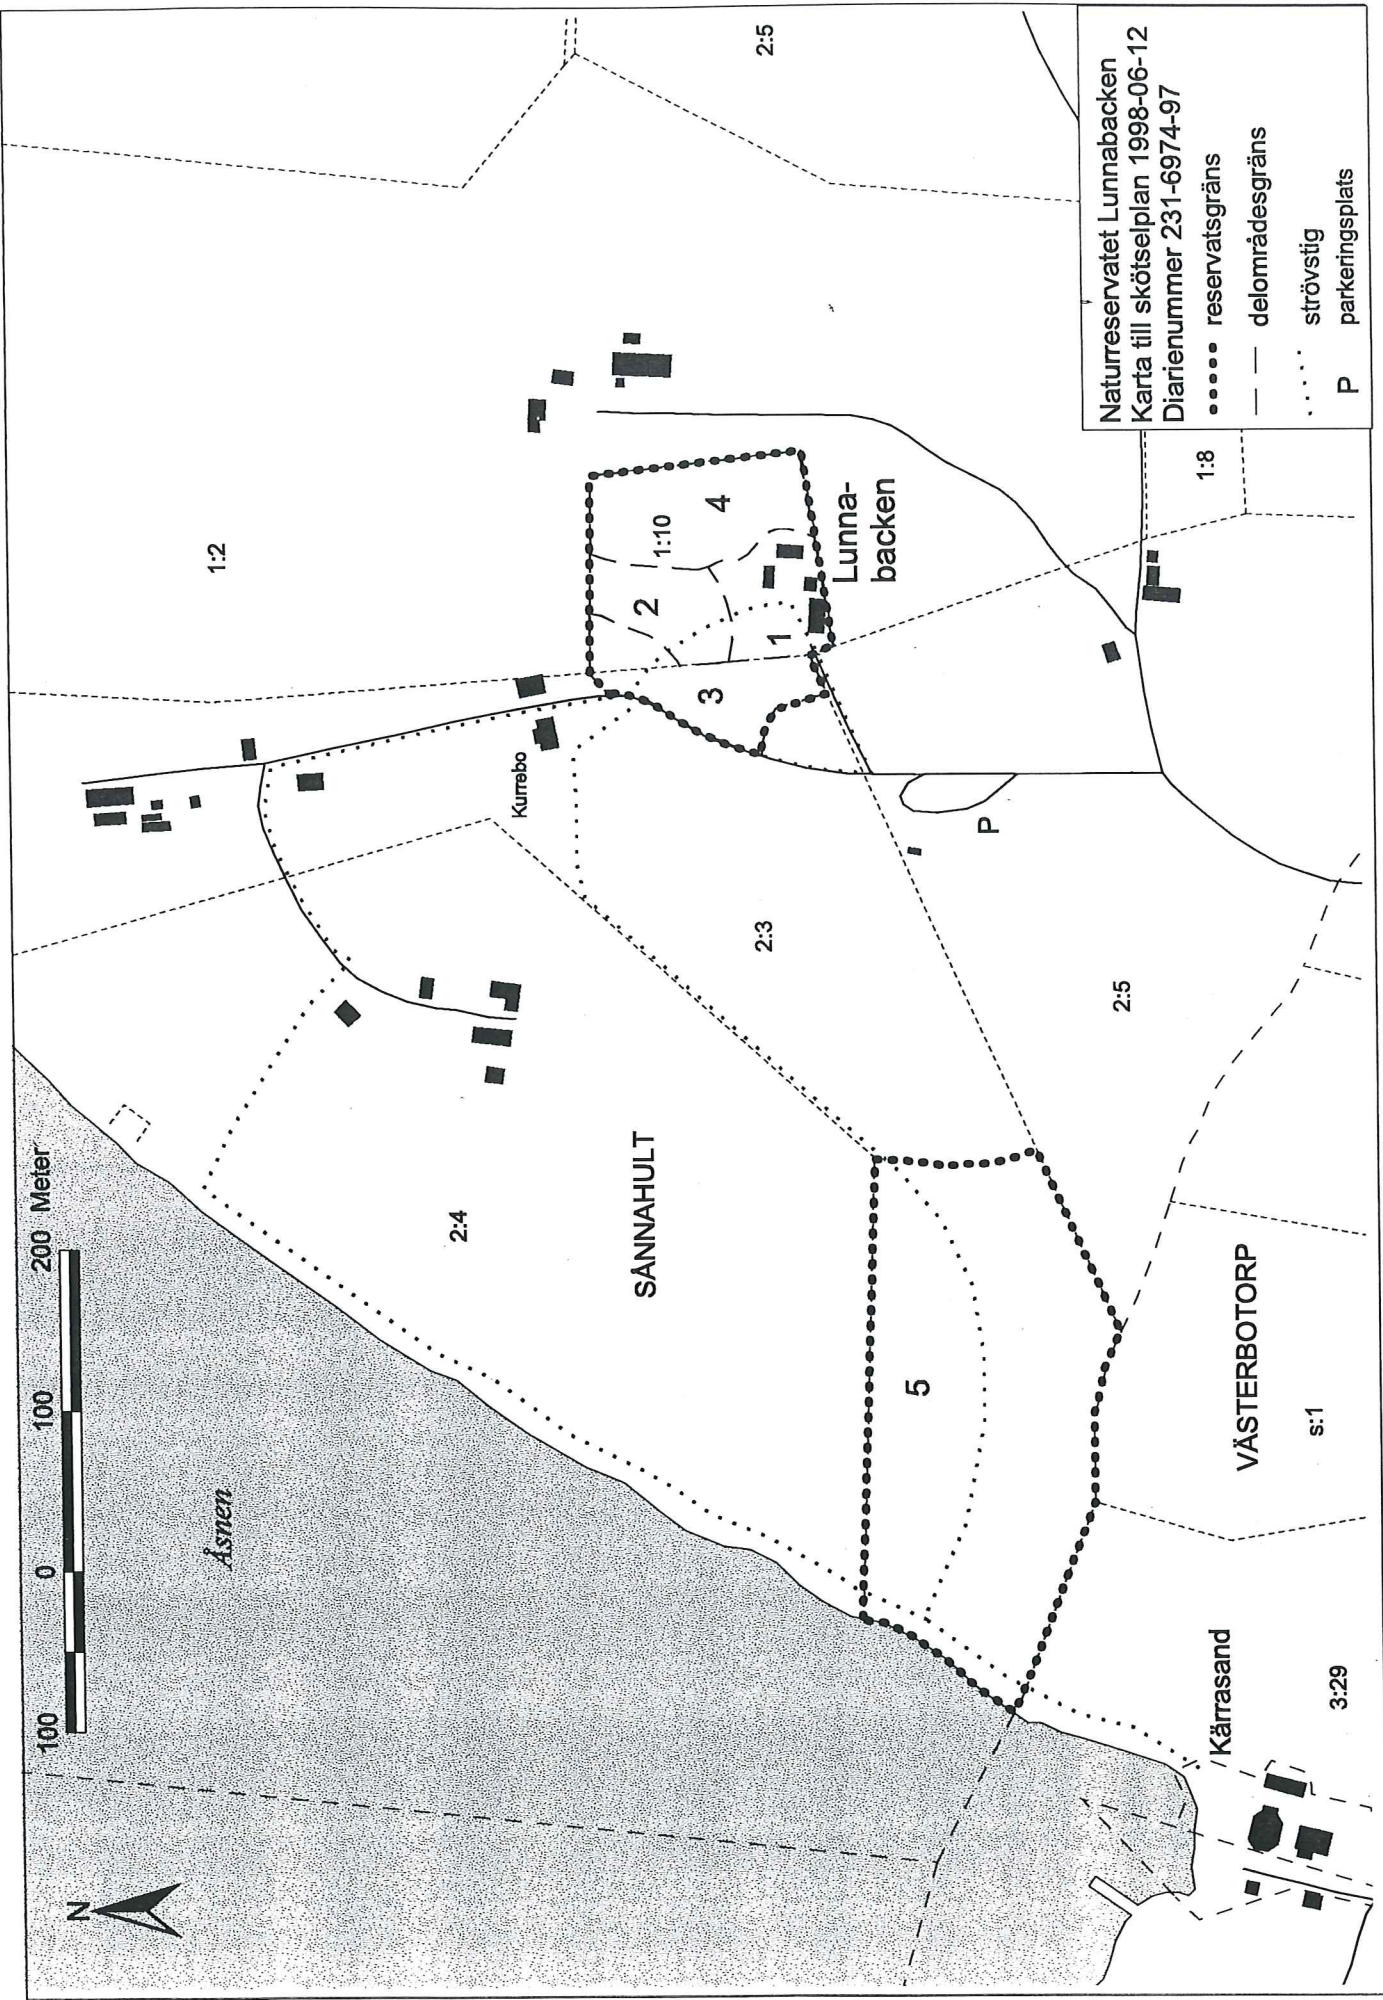 N
100 0 100 200 Meter
Åsnen
1:2
2:5
Kurrebo
2:4
SÅNNAHULT
1:10
2
4
3
1
Lunna-
backen
2:3
P
5
2:5
Kärrasand
VÄSTERBOTORP
s:1
3:29
1:8
Naturreservatet Lunnabacken
Karta till skötselplan 1998-06-12
Diarienummer 231-6974-97
reservatsgräns
delområdesgräns
strövstig
P parkeringsplats